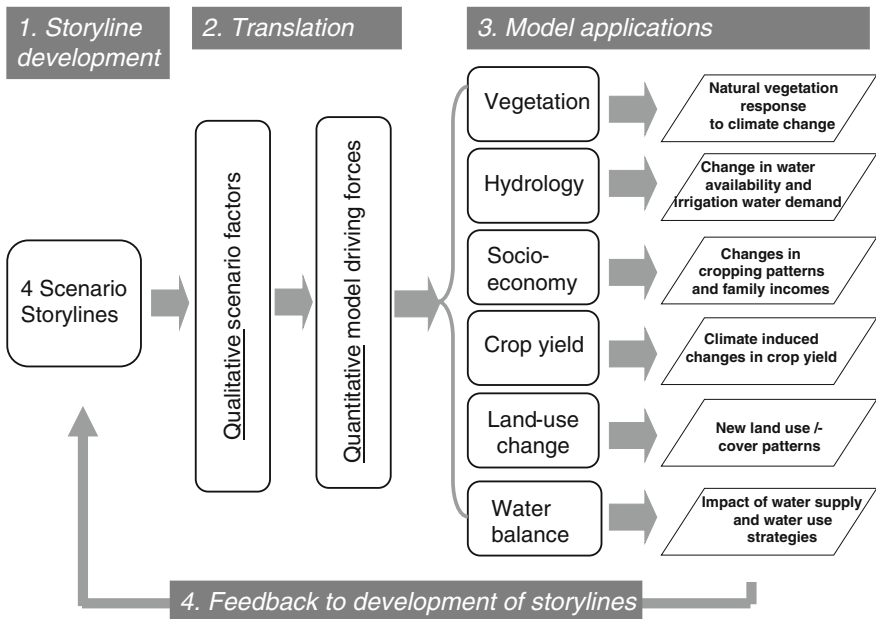 1. Storyline
development
2. Translation
3. Model applications
4 Scenario
Storylines
Qualitative scenario factors
Quantitative model driving forces
Vegetation
Natural vegetation
response
to climate change
Hydrology
Change in water
availability and
irrigation water demand
Socio-
economy
Changes in
cropping patterns
and family incomes
Crop yield
Climate induced
changes in crop yield
Land-use
change
New land use /-
cover patterns
Water
balance
Impact of water supply
and water use
strategies
4. Feedback to development of storylines